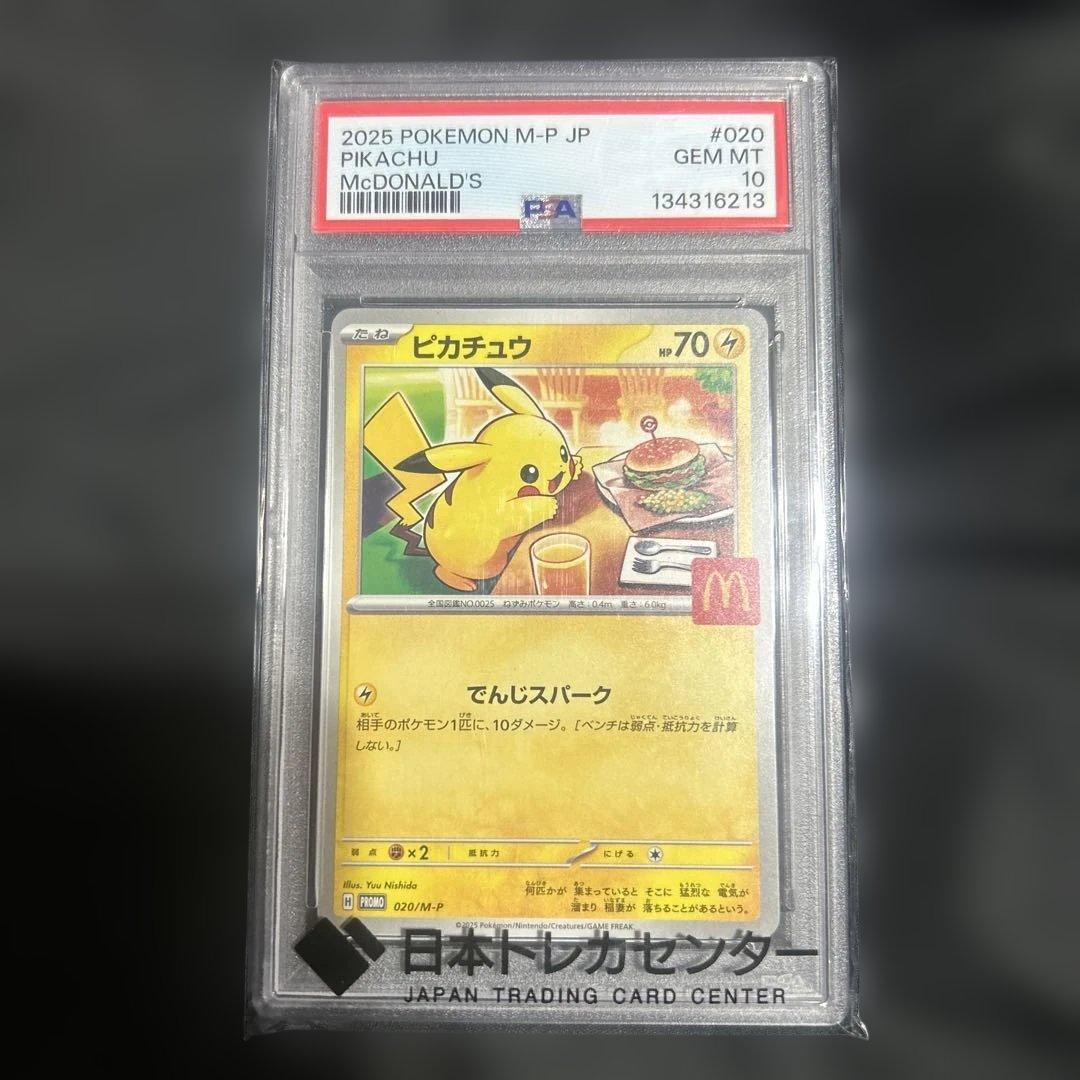 2025 POKEMON M-P JP #020
PIKACHU GEM MT
McDONALD'S 10
PSA 134316213
たね ピカチュウ HP70
M
全国図鑑NO.0025 ねずみポケモン 高さ:0.4m 重さ:6.0kg
でんじスパーク
相手のポケモン1匹に、10ダメージ。[ベンチは弱点・抵抗力を計算
しない。]
弱点 ×2 抵抗力 にげる
Illus. Yuu Nishida
H PROMO 020/M-P
何匹かが 集まっていると そこに 猛烈な 電気が
溜まり 稲妻が 落ちることがあるという。
©2025 Pokémon/Nintendo/Creatures/GAME FREAK
日本トレカセンター
JAPAN TRADING CARD CENTER